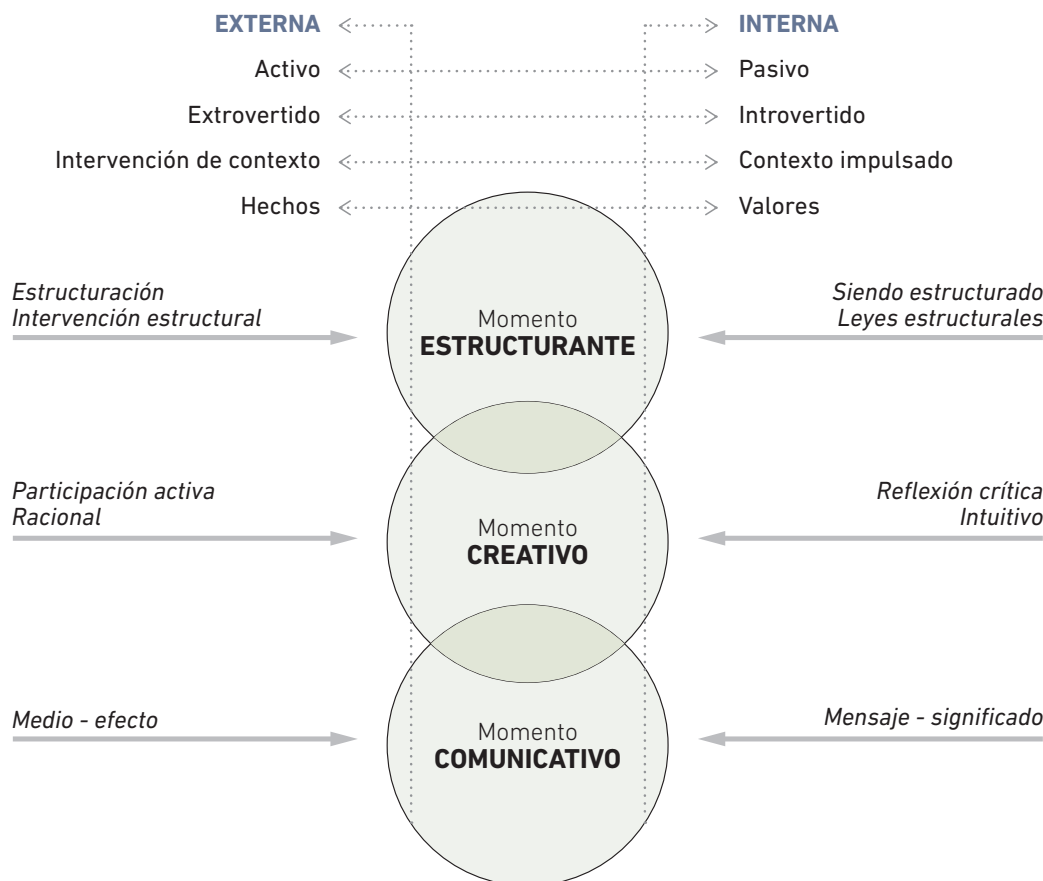 EXTERNA
INTERNA
Activo
Pasivo
Extrovertido
Introvertido
Intervención de contexto
Contexto impulsado
Hechos
Valores
Estructuración
Intervención estructural
Momento
ESTRUCTURANTE
Siendo estructurado
Leyes estructurales
Participación activa
Racional
Momento
CREATIVO
Reflexión crítica
Intuitivo
Medio - efecto
Momento
COMUNICATIVO
Mensaje - significado